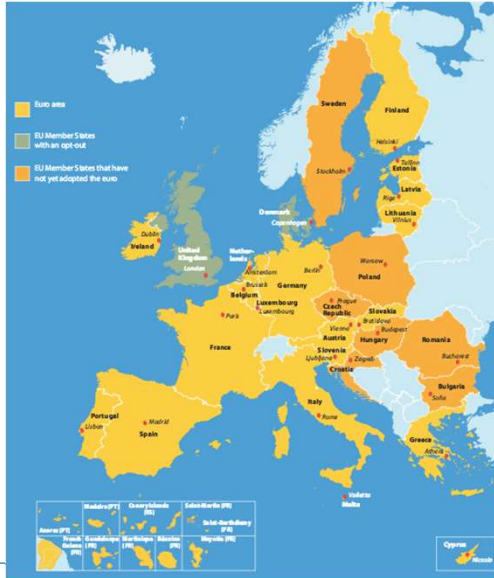 Euro area
EU Member States
with an opt-out
EU Member States that have
not yet adopted the euro
Sweden
Finland
Helsinki
Stockholm
Tallinn
Estonia
Latvia
Riga
Lithuania
Vilnius
Denmark
Copenhagen
Dublin
Ireland
United
Kingdom
London
Nether-
lands
Amsterdam
Berlin
Warsaw
Poland
Brussels
Belgium
Germany
Luxembourg
Luxembourg
Prague
Czech
Republic
Paris
Slovakia
Bratislava
Vienna
Budapest
Austria
Hungary
Romania
France
Slovenia
Ljubljana
Zagreb
Croatia
Bucharest
Bulgaria
Sofia
Italy
Rome
Portugal
Lisbon
Madrid
Spain
Greece
Athens
Valletta
Malta
Azores (PT)
Madeira (PT)
Canary Islands
(ES)
Saint-Martin (FR)
Saint-Barthélemy
(FR)
French
Guiana
(FR)
Guadeloupe
(FR)
Martinique
(FR)
Réunion
(FR)
Mayotte (FR)
Cyprus
Nicosia